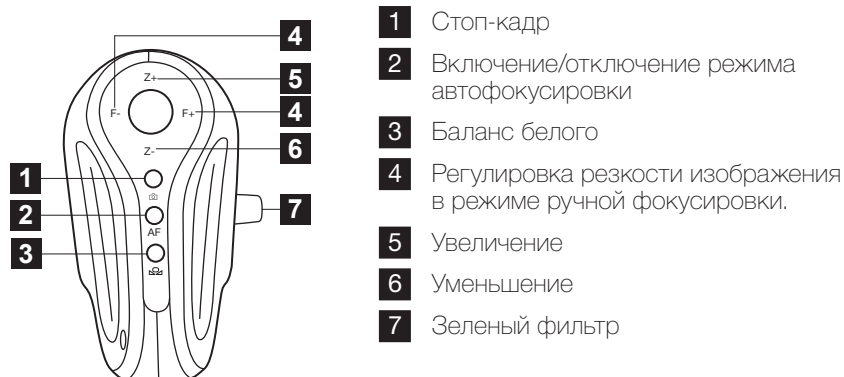 4
Z+
5
F-
F+
4
Z-
6
1
2
AF
3
7
1 Стоп-кадр
2 Включение/отключение режима
автофокусировки
3 Баланс белого
4 Регулировка резкости изображения
в режиме ручной фокусировки.
5 Увеличение
6 Уменьшение
7 Зеленый фильтр